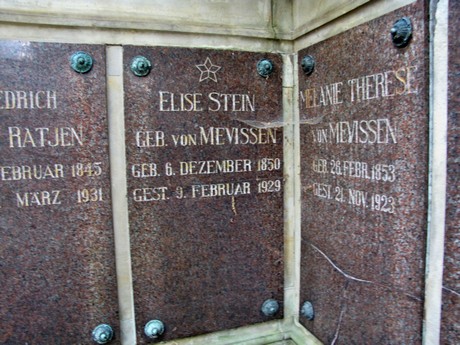 EDRICH
RATJEN
FEBRUAR 1845
MÄRZ 1931
ELISE STEIN
GEB. von MEVISSEN
GEB. 6. DEZEMBER 1850
GEST. 9. FEBRUAR 1929
MELANIE THERESE
von MEVISSEN
GEB. 28. FEBR. 1853
GEST. 21. NOV. 1923